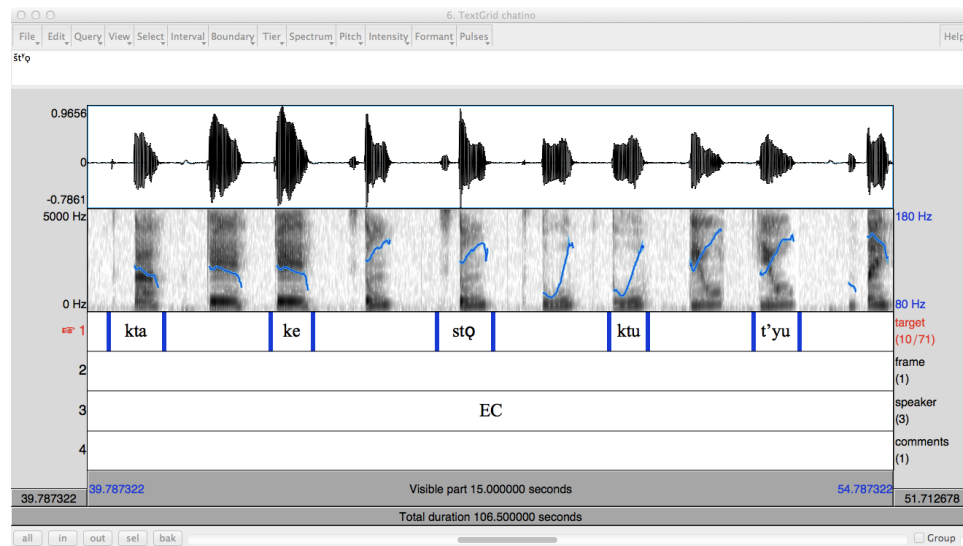 6. TextGrid chatino
File Edit Query View Select Interval Boundary Tier Spectrum Pitch Intensity Formant Pulses Help
štʸǫ
0.9656
0
-0.7861
5000 Hz 180 Hz
0 Hz 80 Hz
☞ 1 kta ke stǪ ktu t’yu target
(10/71)
2 frame
(1)
3 EC speaker
(3)
4 comments
(1)
39.787322 39.787322 Visible part 15.000000 seconds 54.787322 51.712678
Total duration 106.500000 seconds
all in out sel bak Group